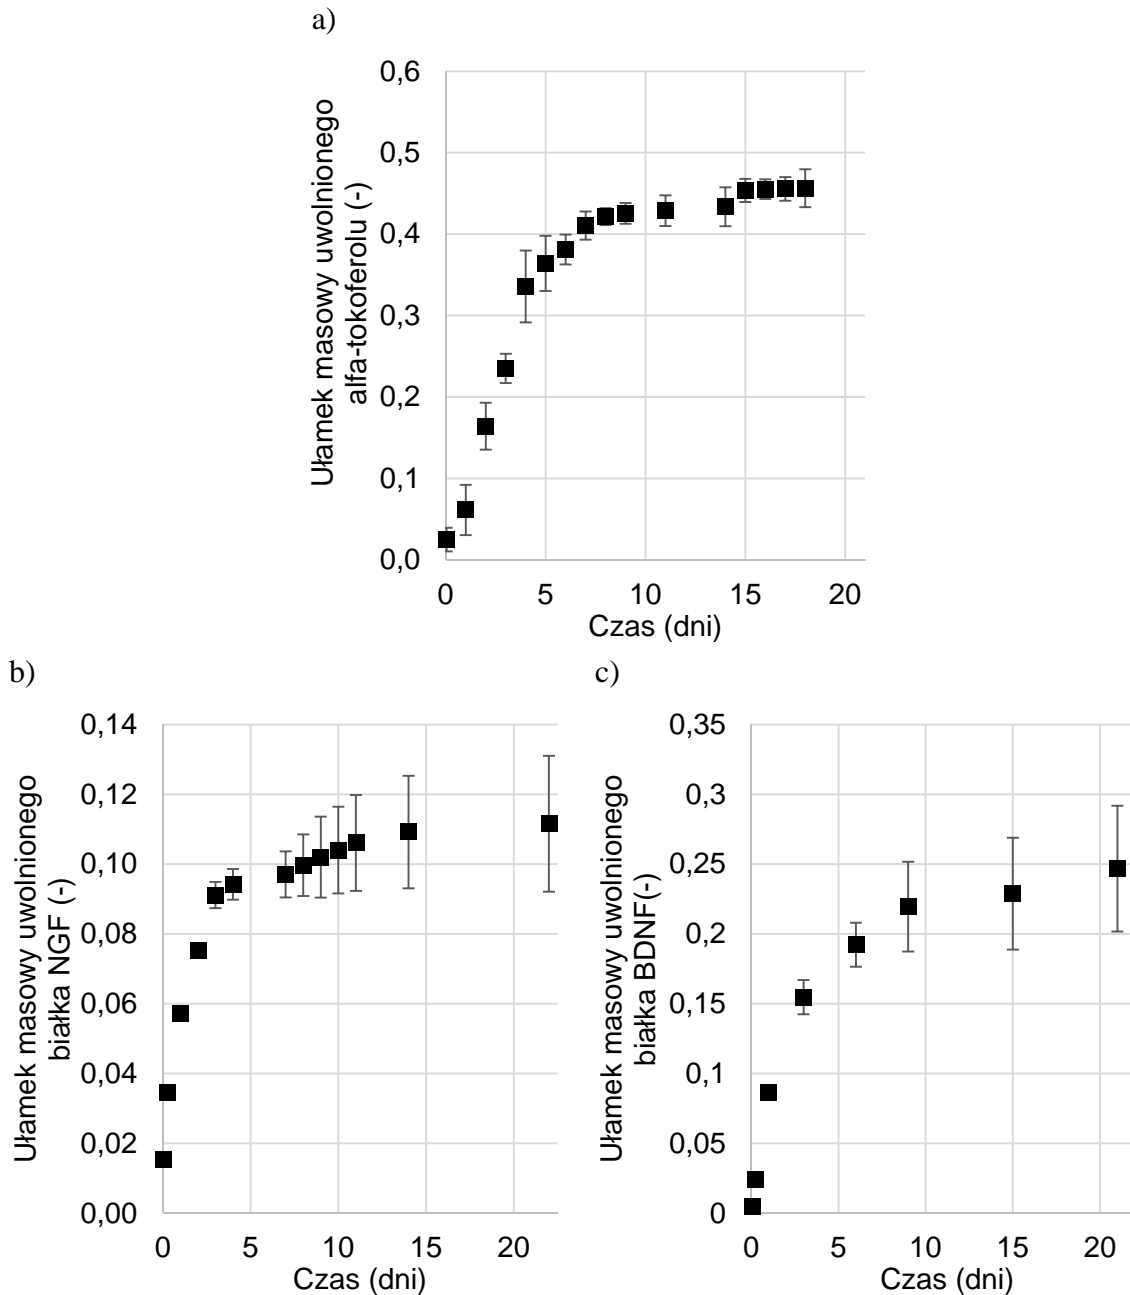 a)
Ułamek masowy uwolnionego
alfa-tokoferolu (-)
0,6
0,5
0,4
0,3
0,2
0,1
0,0
0 5 10 15 20
Czas (dni)
b)
Ułamek masowy uwolnionego
białka NGF (-)
0,14
0,12
0,10
0,08
0,06
0,04
0,02
0,00
0 5 10 15 20
Czas (dni)
c)
Ułamek masowy uwolnionego
białka BDNF(-)
0,35
0,3
0,25
0,2
0,15
0,1
0,05
0
0 5 10 15 20
Czas (dni)